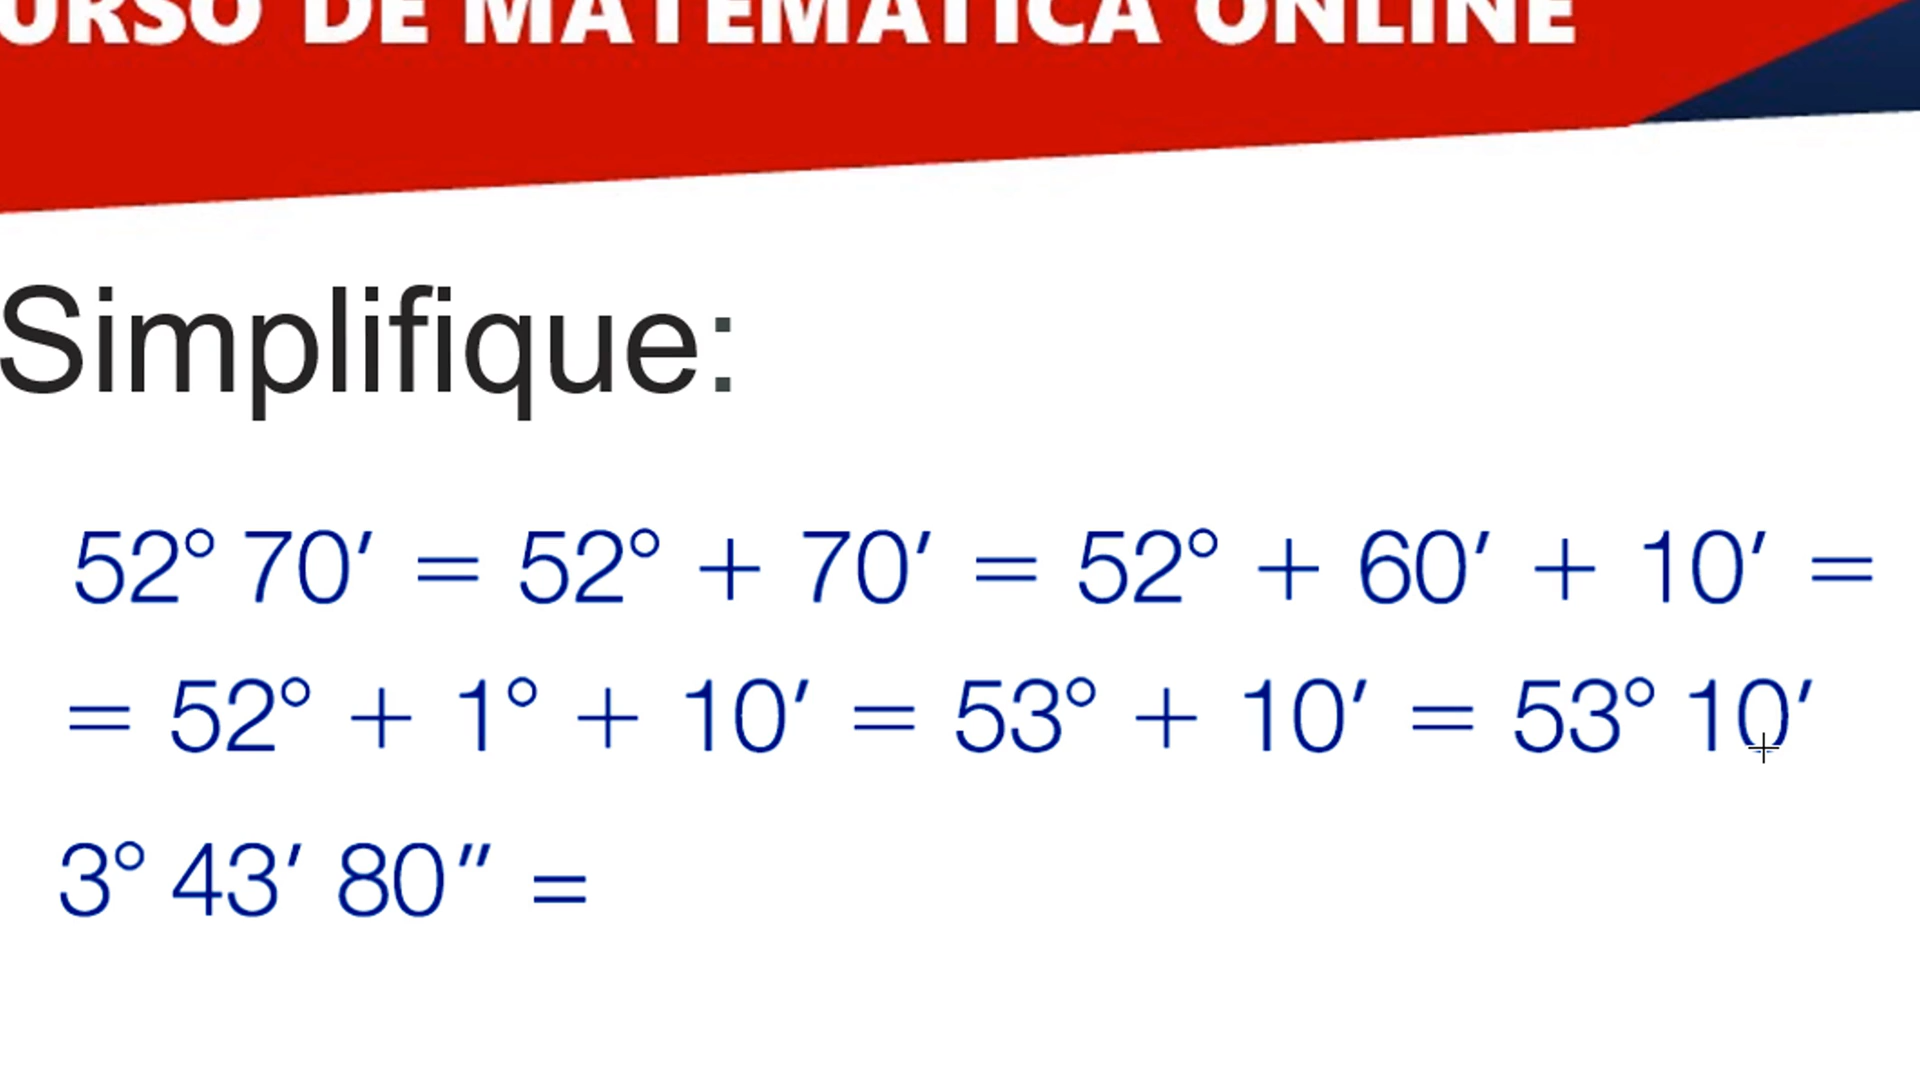 URSO DE MATEMÁTICA ONLINE
Simplifique:
52° 70′ = 52° + 70′ = 52° + 60′ + 10′ =
= 52° + 1° + 10′ = 53° + 10′ = 53° 10′
3° 43′ 80″ =